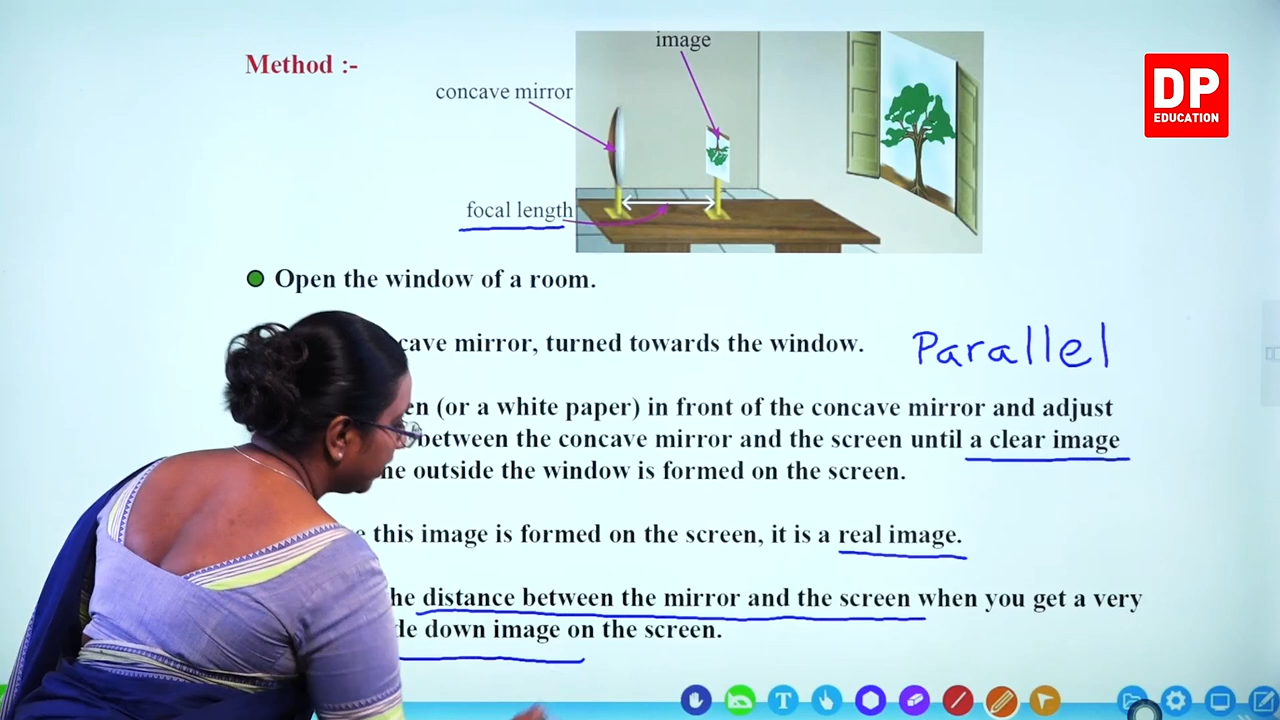 Method :-
image
concave mirror
focal length
DP
EDUCATION
Open the window of a room.
cave mirror, turned towards the window.
Parallel
en (or a white paper) in front of the concave mirror and adjust
between the concave mirror and the screen until a clear image
ne outside the window is formed on the screen.
this image is formed on the screen, it is a real image.
he distance between the mirror and the screen when you get a very
de down image on the screen.
T